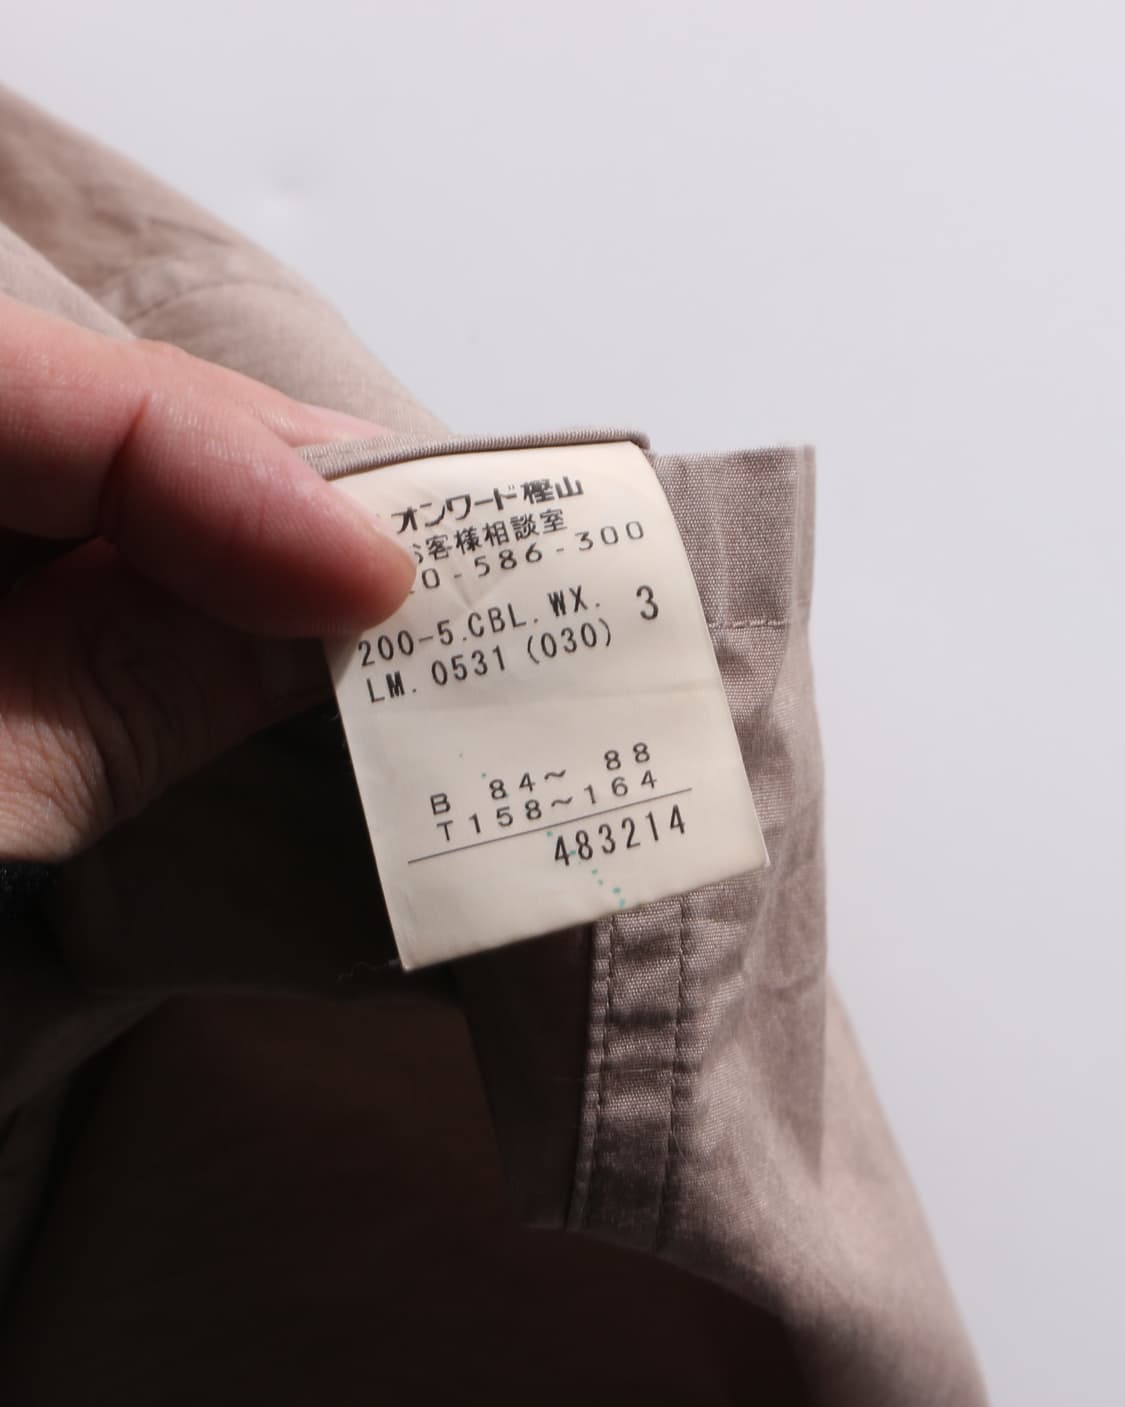 オンワード樫山
客様相談室
0-586-300
200-5.CBL.WX. 3
LM. 0531 (030)
B 84〜 88
T158〜164
483214